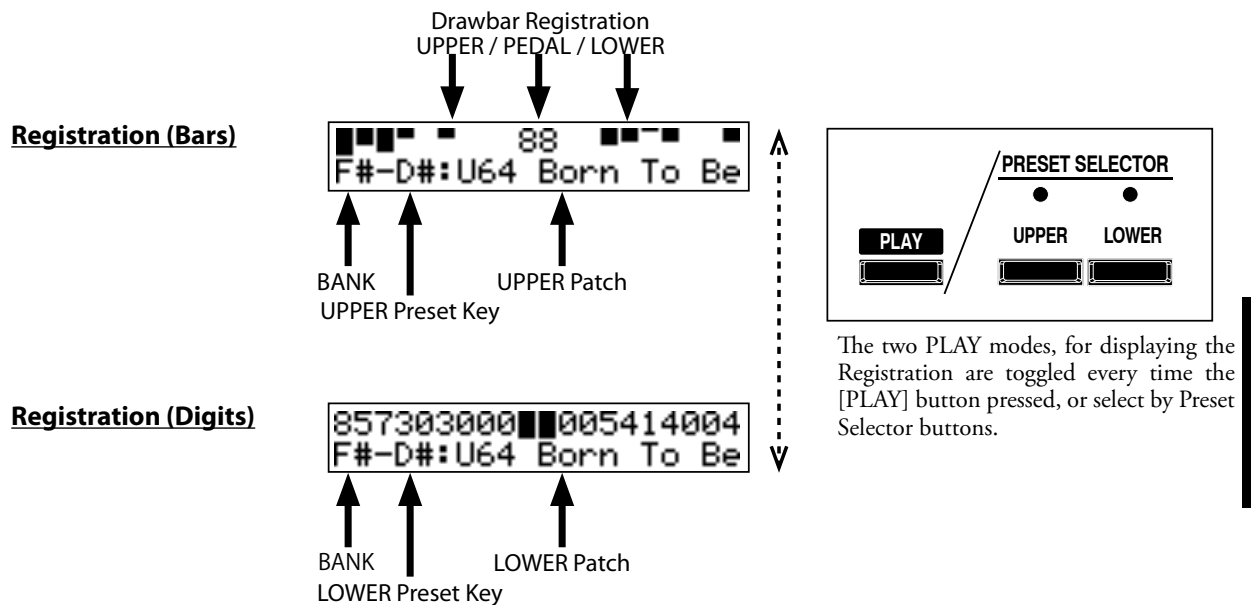 Drawbar Registration
UPPER / PEDAL / LOWER
Registration (Bars)
88
F#-D#:U64 Born To Be
BANK
UPPER Patch
UPPER Preset Key
PRESET SELECTOR
PLAY
UPPER
LOWER
The two PLAY modes, for displaying the
Registration are toggled every time the
[PLAY] button pressed, or select by Preset
Selector buttons.
Registration (Digits)
857303000 005414004
F#-D#:U64 Born To Be
BANK
LOWER Patch
LOWER Preset Key